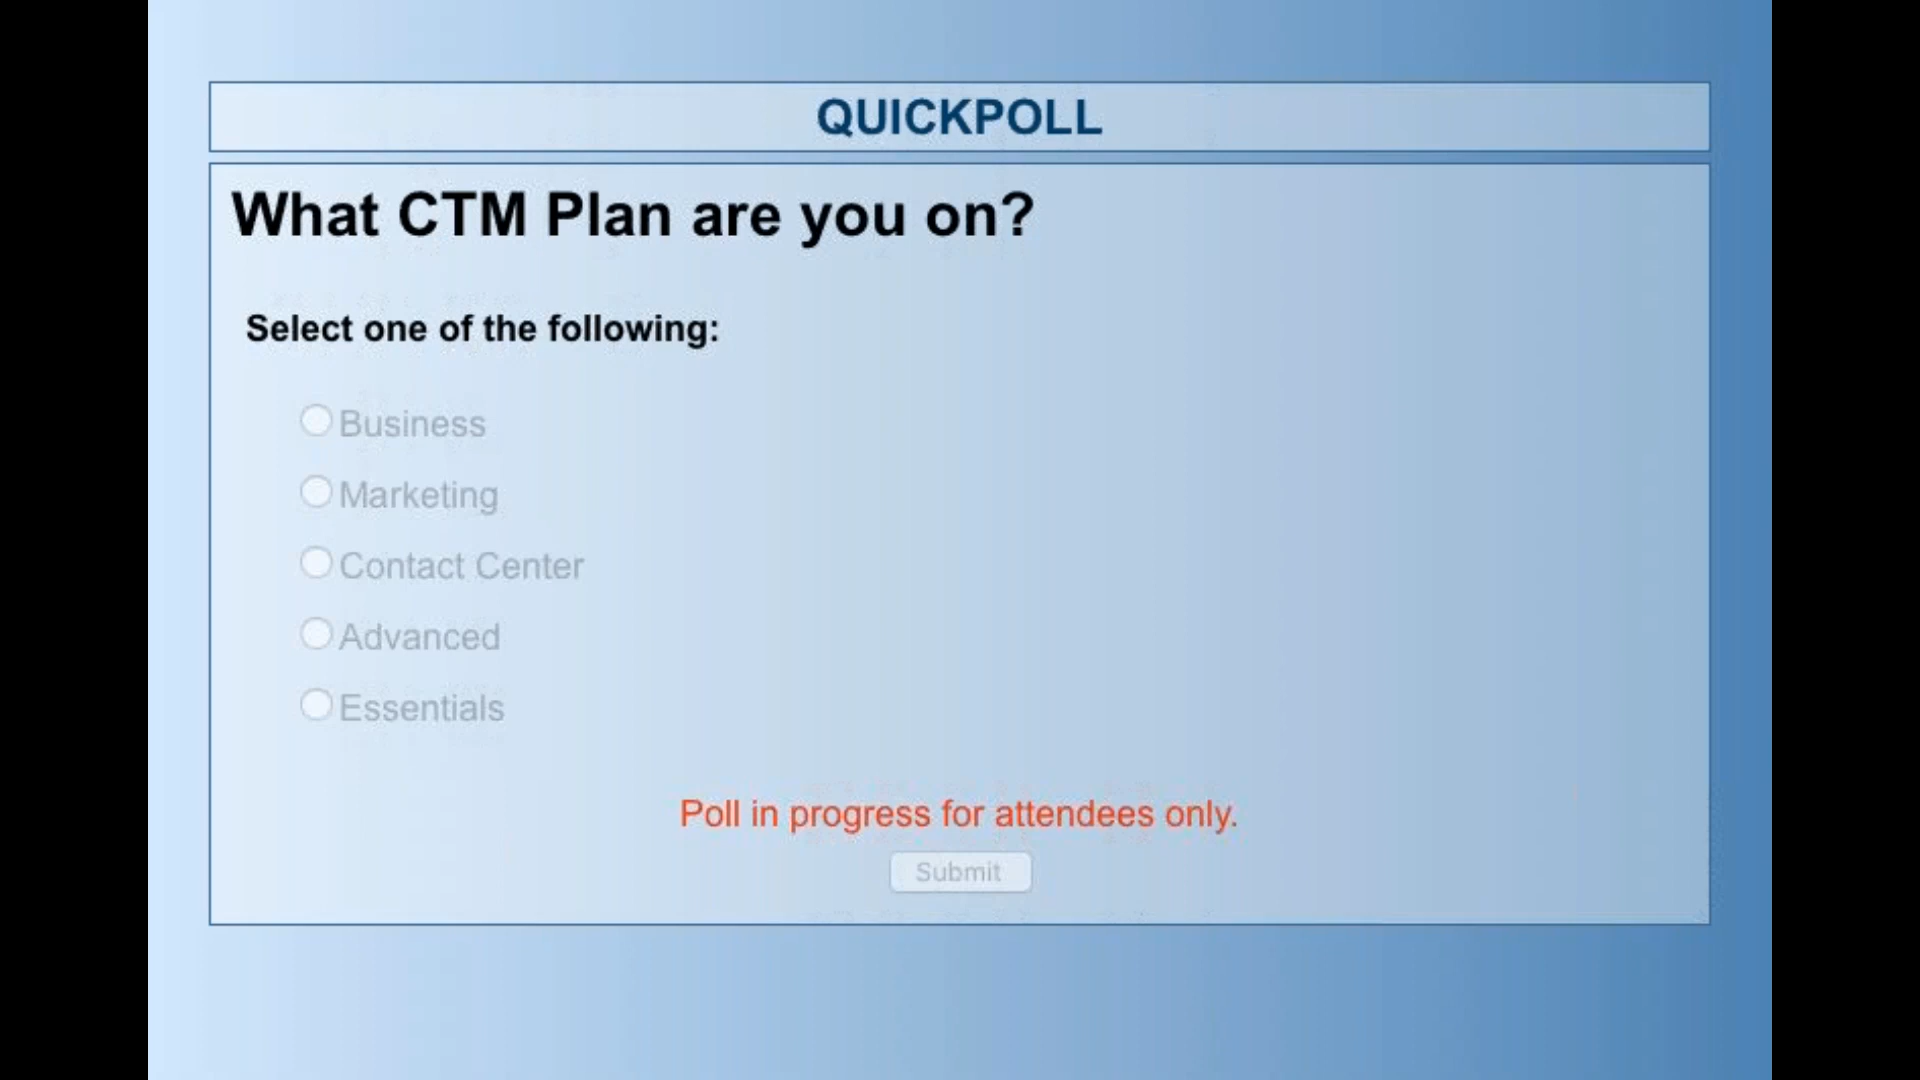 QUICKPOLL
What CTM Plan are you on?
Select one of the following:
Business
Marketing
Contact Center
Advanced
Essentials
Poll in progress for attendees only.
Submit